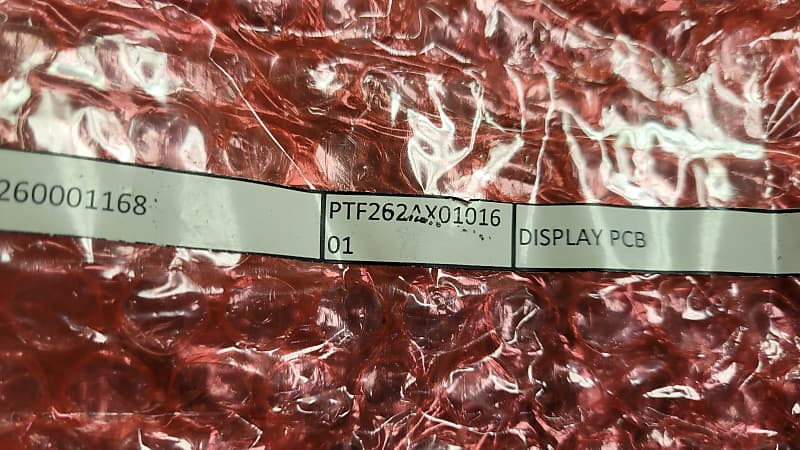 260001168
PTF262AX01016
01
DISPLAY PCB